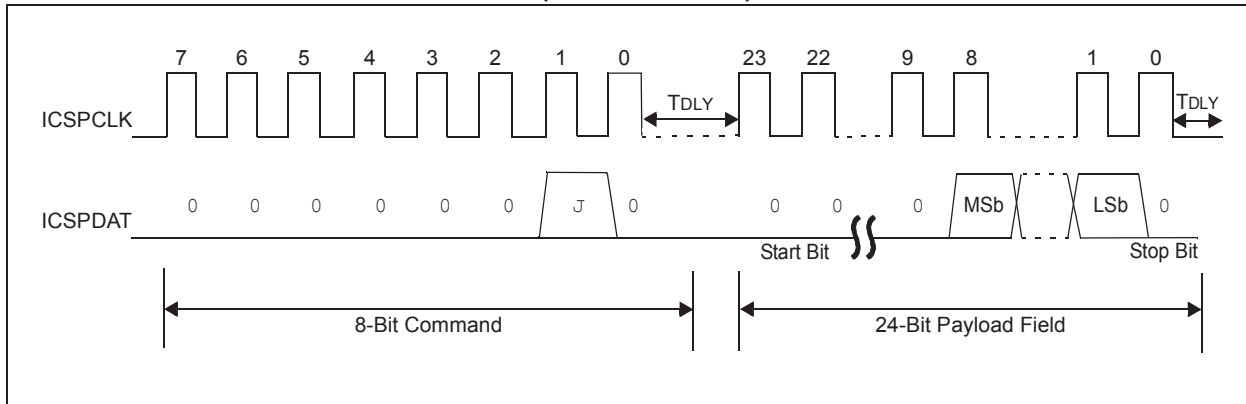 7 6 5 4 3 2 1 0 23 22 9 8 1 0
TDLY TDLY
ICSPCLK
ICSPDAT 0 0 0 0 0 0 J 0 0 0 0 MSb LSb 0
Start Bit Stop Bit
8-Bit Command 24-Bit Payload Field